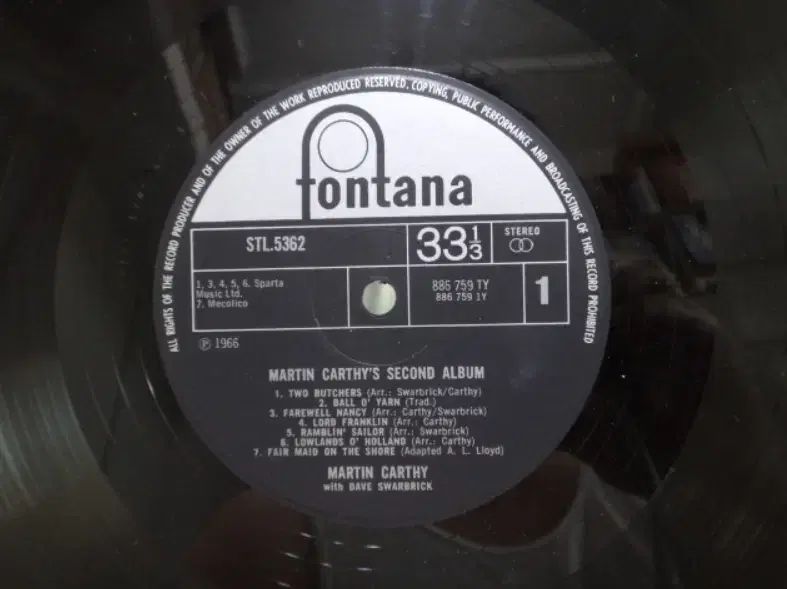 ALL RIGHTS OF THE RECORD PRODUCER AND OF THE OWNER OF THE WORK REPRODUCED RESERVED. COPYING, PUBLIC PERFORMANCE AND BROADCASTING OF THIS RECORD PROHIBITED
fontana
STL.5362
33⅓
STEREO
1, 3, 4, 5, 6. Sparta
Music Ltd.
7. Mecolico
886 759 TY
886 759 1Y
1
℗ 1966
MARTIN CARTHY'S SECOND ALBUM
1. TWO BUTCHERS (Arr.: Swarbrick/Carthy)
2. BALL O' YARN (Trad.)
3. FAREWELL NANCY (Arr.: Carthy/Swarbrick)
4. LORD FRANKLIN (Arr.: Carthy)
5. RAMBLIN' SAILOR (Arr.: Swarbrick)
6. LOWLANDS O' HOLLAND (Arr.: Carthy)
7. FAIR MAID ON THE SHORE (Adapted A. L. Lloyd)
MARTIN CARTHY
with DAVE SWARBRICK